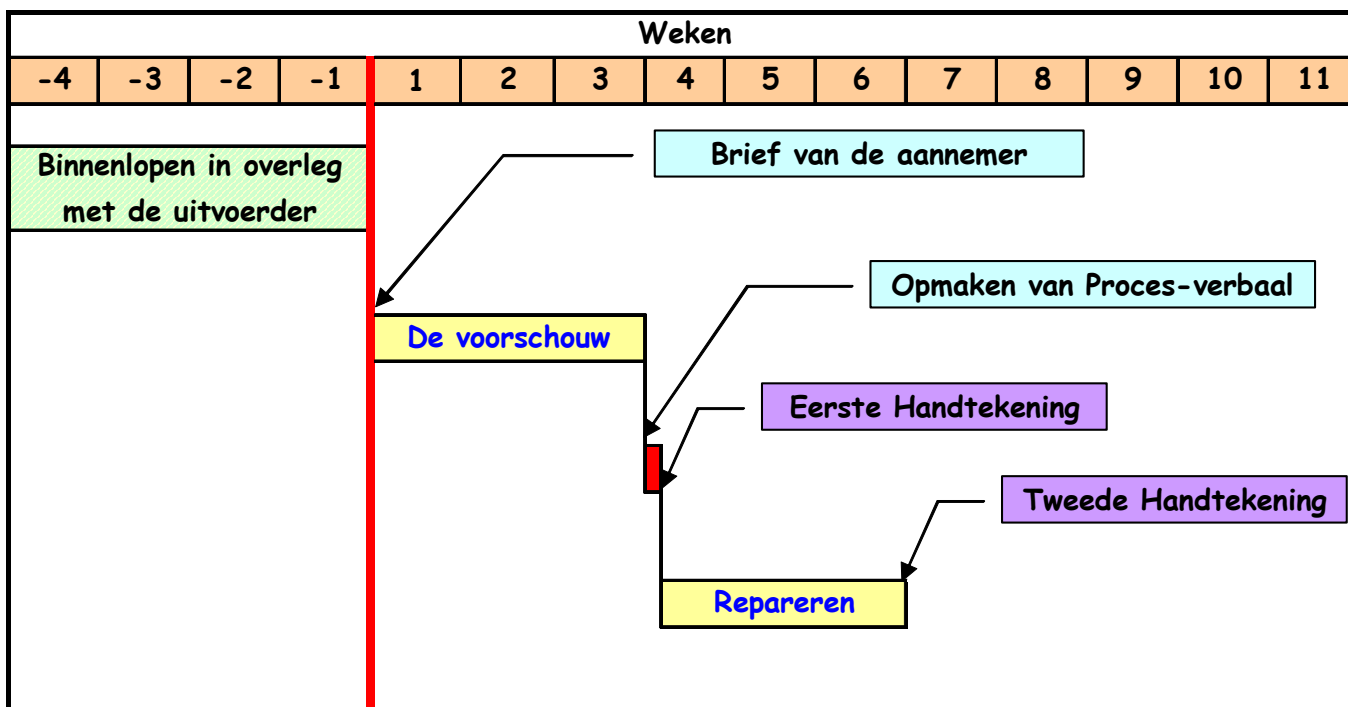 Weken
-4 -3 -2 -1 1 2 3 4 5 6 7 8 9 10 11
Binnenlopen in overleg
met de uitvoerder
Brief van de aannemer
Opmaken van Proces-verbaal
De voorschouw
Eerste Handtekening
Tweede Handtekening
Repareren